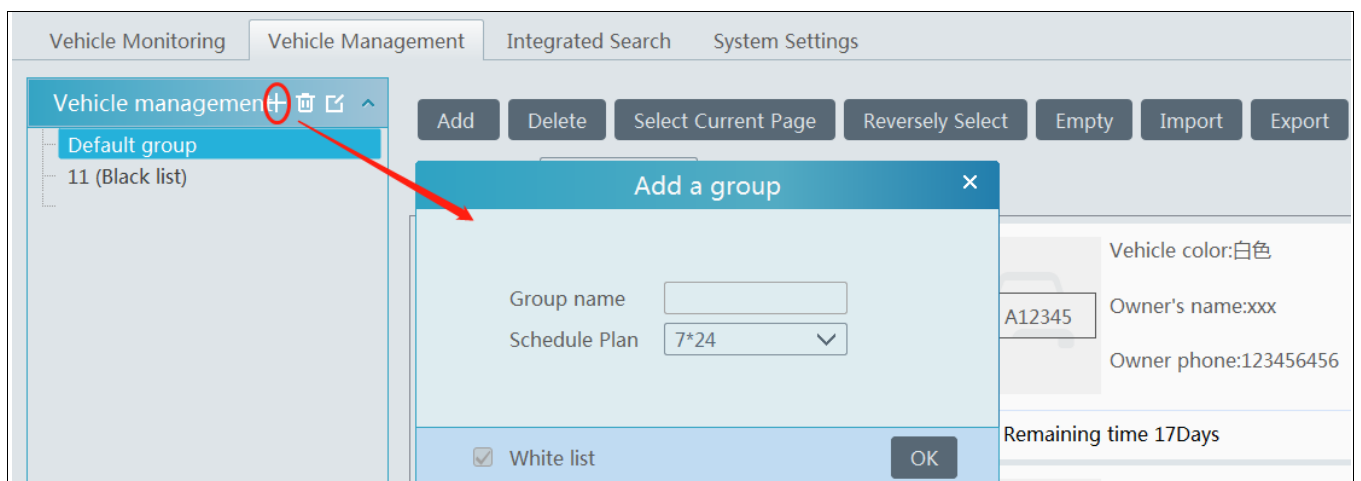 Vehicle Monitoring Vehicle Management Integrated Search System Settings
Vehicle managemen
Default group
11 (Black list)
Add Delete Select Current Page Reversely Select Empty Import Export
Add a group
Group name
Schedule Plan 7*24
White list OK
A12345
Vehicle color:白色
Owner's name:xxx
Owner phone:123456456
Remaining time 17Days